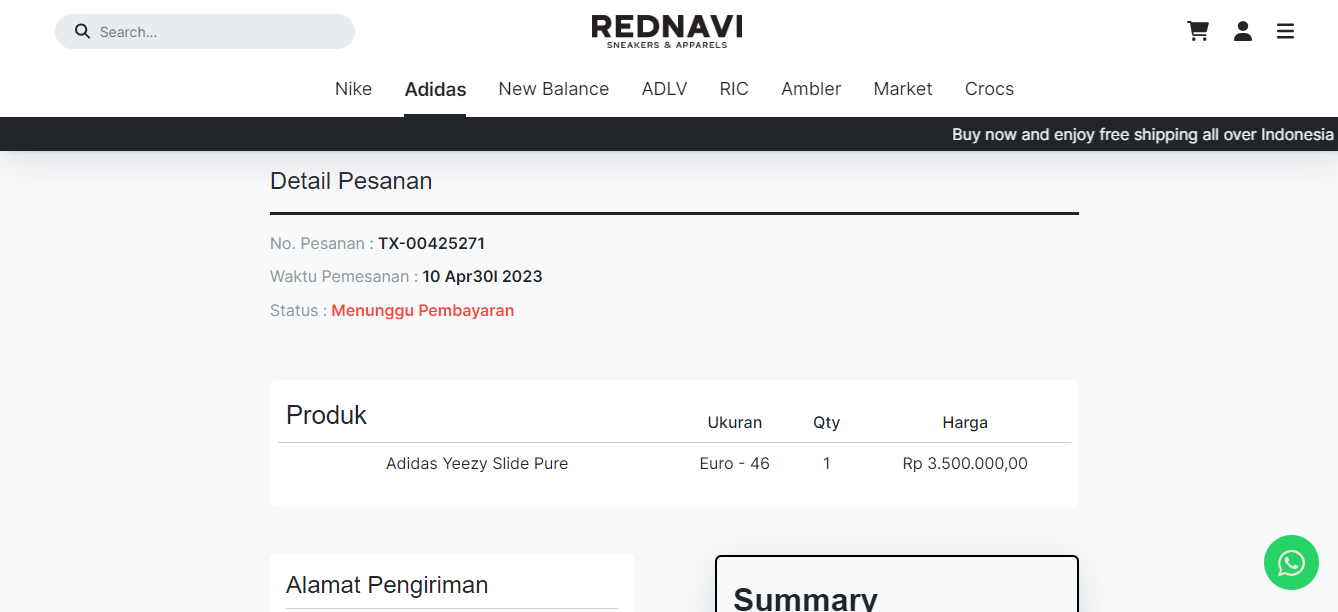 Search...
REDNAVI
SNEAKERS & APPARELS
Nike Adidas New Balance ADLV RIC Ambler Market Crocs
Buy now and enjoy free shipping all over Indonesia
Detail Pesanan
No. Pesanan : TX-00425271
Waktu Pemesanan : 10 Apr30l 2023
Status : Menunggu Pembayaran
Produk Ukuran Qty Harga
Adidas Yeezy Slide Pure Euro - 46 1 Rp 3.500.000,00
Alamat Pengiriman
Summary